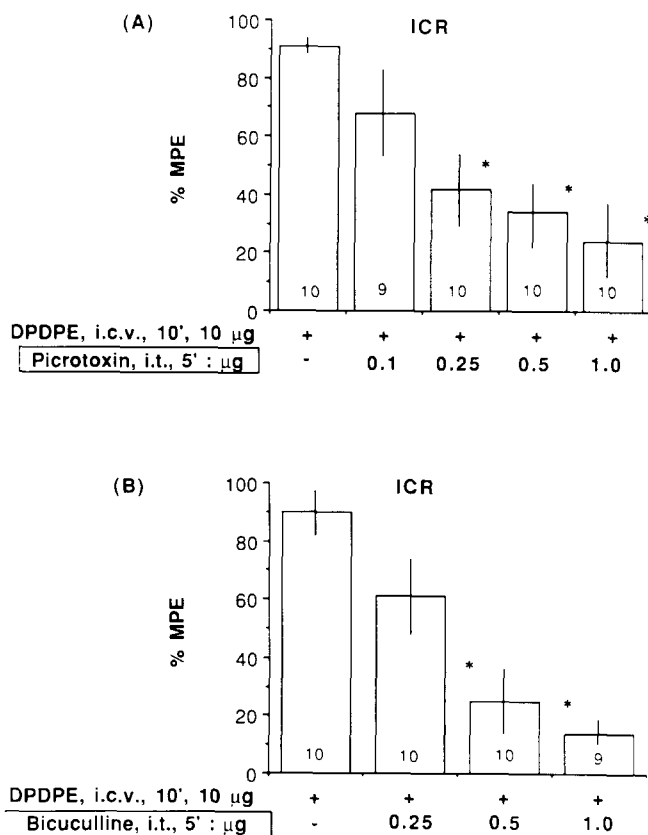 (A) ICR
100
80
60
40
20
0
% MPE
*
*
*
10 9 10 10 10
DPDPE, i.c.v., 10', 10 µg + + + + +
Picrotoxin, i.t., 5' : µg - 0.1 0.25 0.5 1.0
(B) ICR
100
80
60
40
20
0
% MPE
*
*
10 10 10 9
DPDPE, i.c.v., 10', 10 µg + + + +
Bicuculline, i.t., 5' : µg - 0.25 0.5 1.0